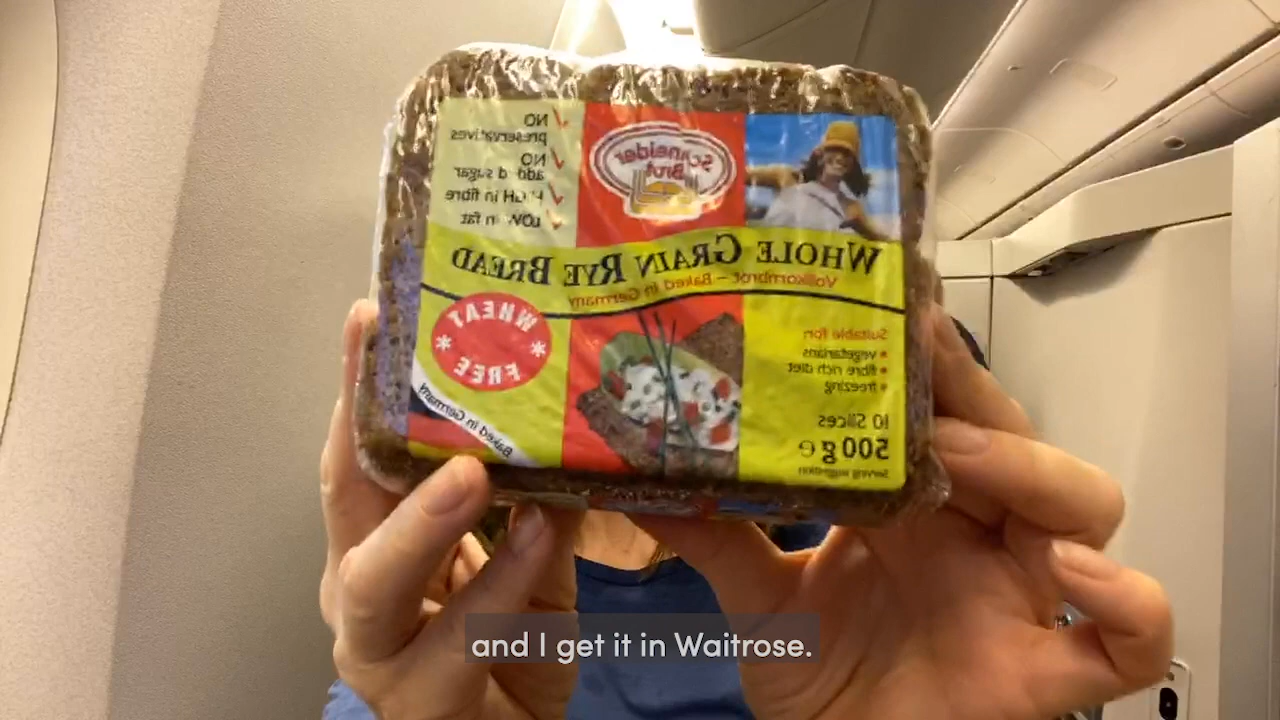 NO
preservatives
NO
added sugar
HIGH in fibre
LOW in fat
Schneider
Brot
WHOLE GRAIN RYE BREAD
Vollkornbrot – Baked in Germany
WHEAT
* *
FREE
Baked in Germany
Suitable for:
• vegetarians
• fibre rich diet
• freezing
10 Slices
500 g e
Serving suggestion
and I get it in Waitrose.